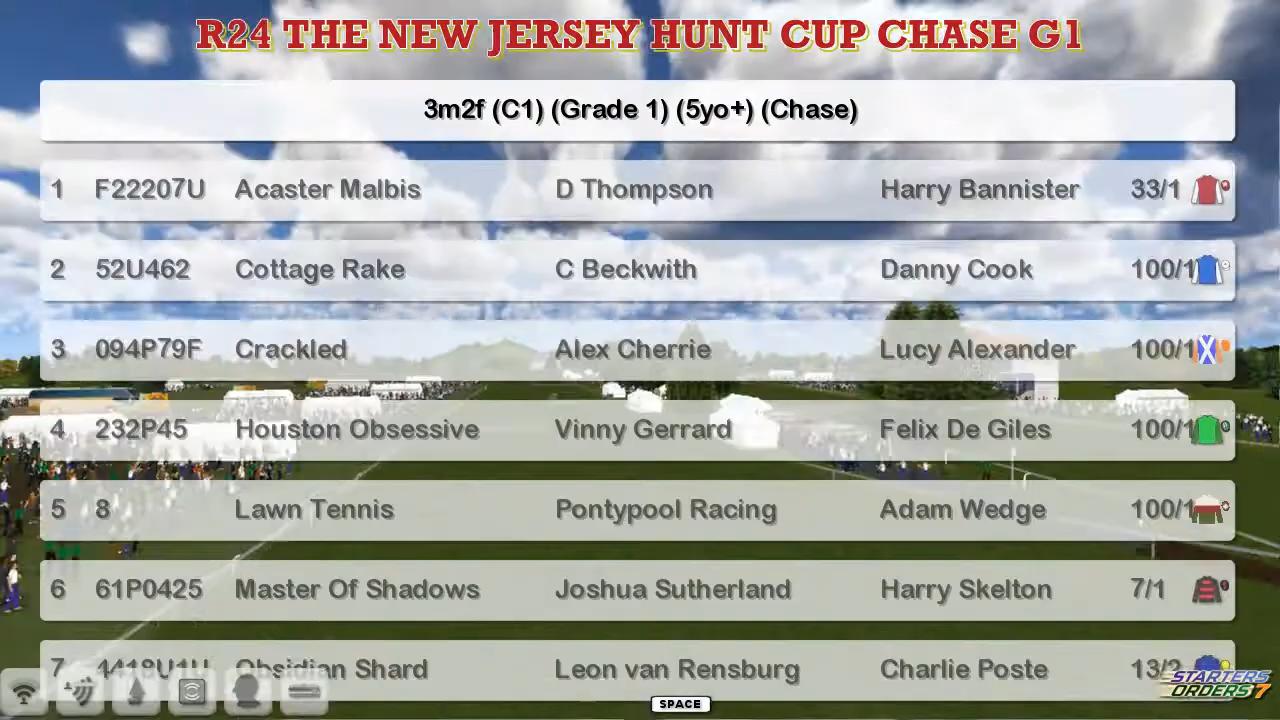 R24 THE NEW JERSEY HUNT CUP CHASE G1
3m2f (C1) (Grade 1) (5yo+) (Chase)
1 F22207U Acaster Malbis D Thompson Harry Bannister 33/1
2 52U462 Cottage Rake C Beckwith Danny Cook 100/1
3 094P79F Crackled Alex Cherrie Lucy Alexander 100/1
4 232P45 Houston Obsessive Vinny Gerrard Felix De Giles 100/1
5 8 Lawn Tennis Pontypool Racing Adam Wedge 100/1
6 61P0425 Master Of Shadows Joshua Sutherland Harry Skelton 7/1
7 4418U1U Obsidian Shard Leon van Rensburg Charlie Poste 13/2
SPACE
STARTERS
ORDERS 7